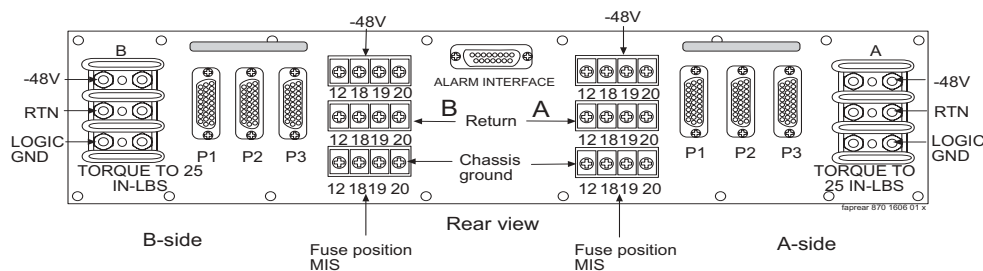 -48V
-48V
B
A
-48V
RTN
LOGIC
GND
P1 P2 P3
TORQUE TO 25
IN-LBS
12 18 19 20
12 18 19 20
12 18 19 20
ALARM INTERFACE
B A
Return
Chassis
ground
12 18 19 20
12 18 19 20
12 18 19 20
P1 P2 P3
-48V
RTN
LOGIC
GND
TORQUE TO
25 IN-LBS
faprear 870 1606 01 x
B-side
Fuse position
MIS
Rear view
Fuse position
MIS
A-side